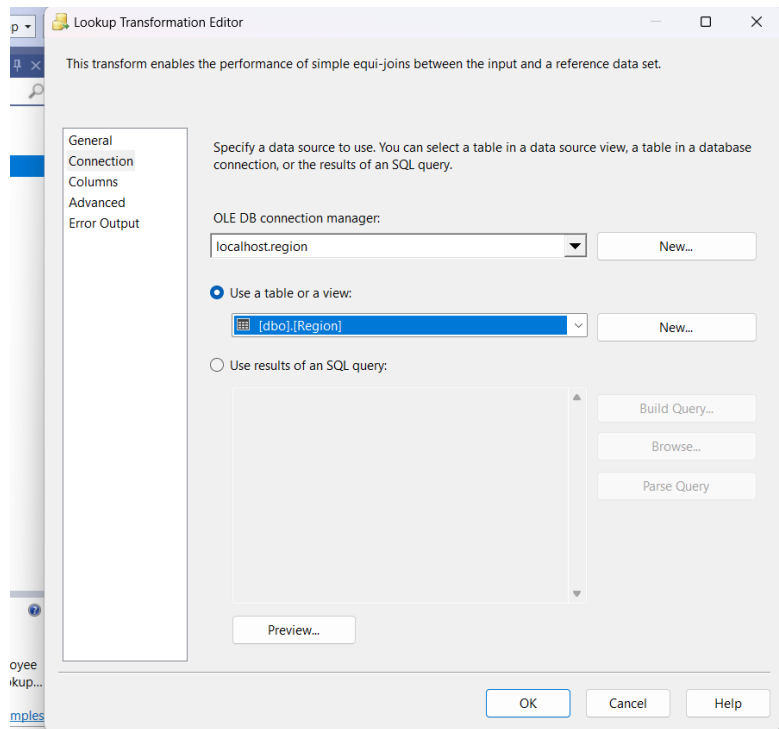 Lookup Transformation Editor
p
This transform enables the performance of simple equi-joins between the input and a reference data set.
General
Connection
Columns
Advanced
Error Output
Specify a data source to use. You can select a table in a data source view, a table in a database
connection, or the results of an SQL query.
OLE DB connection manager:
localhost.region
New...
Use a table or a view:
[dbo].[Region]
New...
Use results of an SQL query:
Build Query...
Browse...
Parse Query
Preview...
oyee
kup...
mples
OK
Cancel
Help